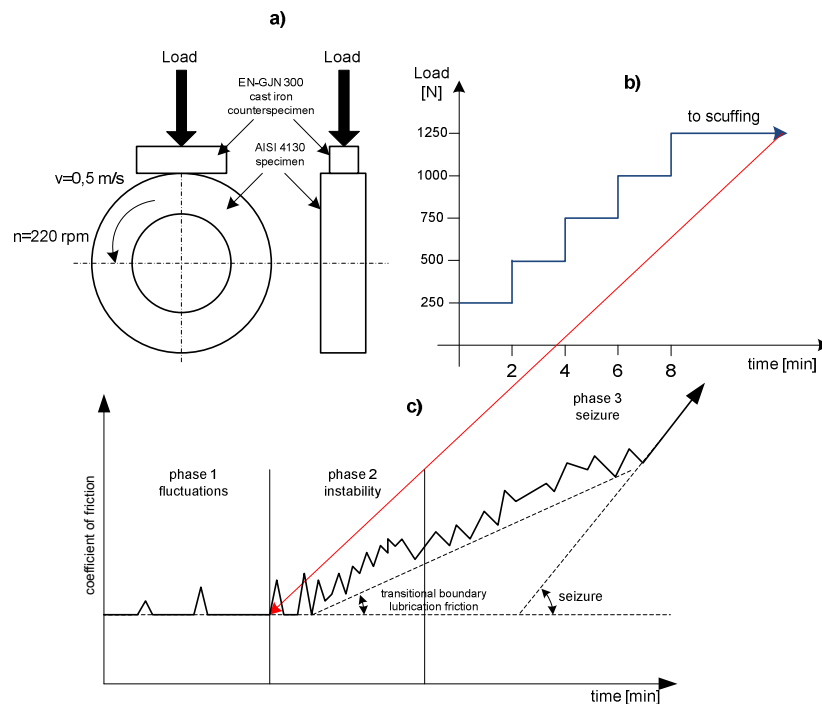 a)
Load
Load
EN-GJN 300
cast iron
counterspecimen
AISI 4130
specimen
v=0,5 m/s
n=220 rpm
b)
Load
[N]
to scuffing
1250
1000
750
500
250
2
4
6
8
time [min]
c)
phase 1
fluctuations
phase 2
instability
phase 3
seizure
coefficient of friction
transitional boundary
lubrication friction
seizure
time [min]